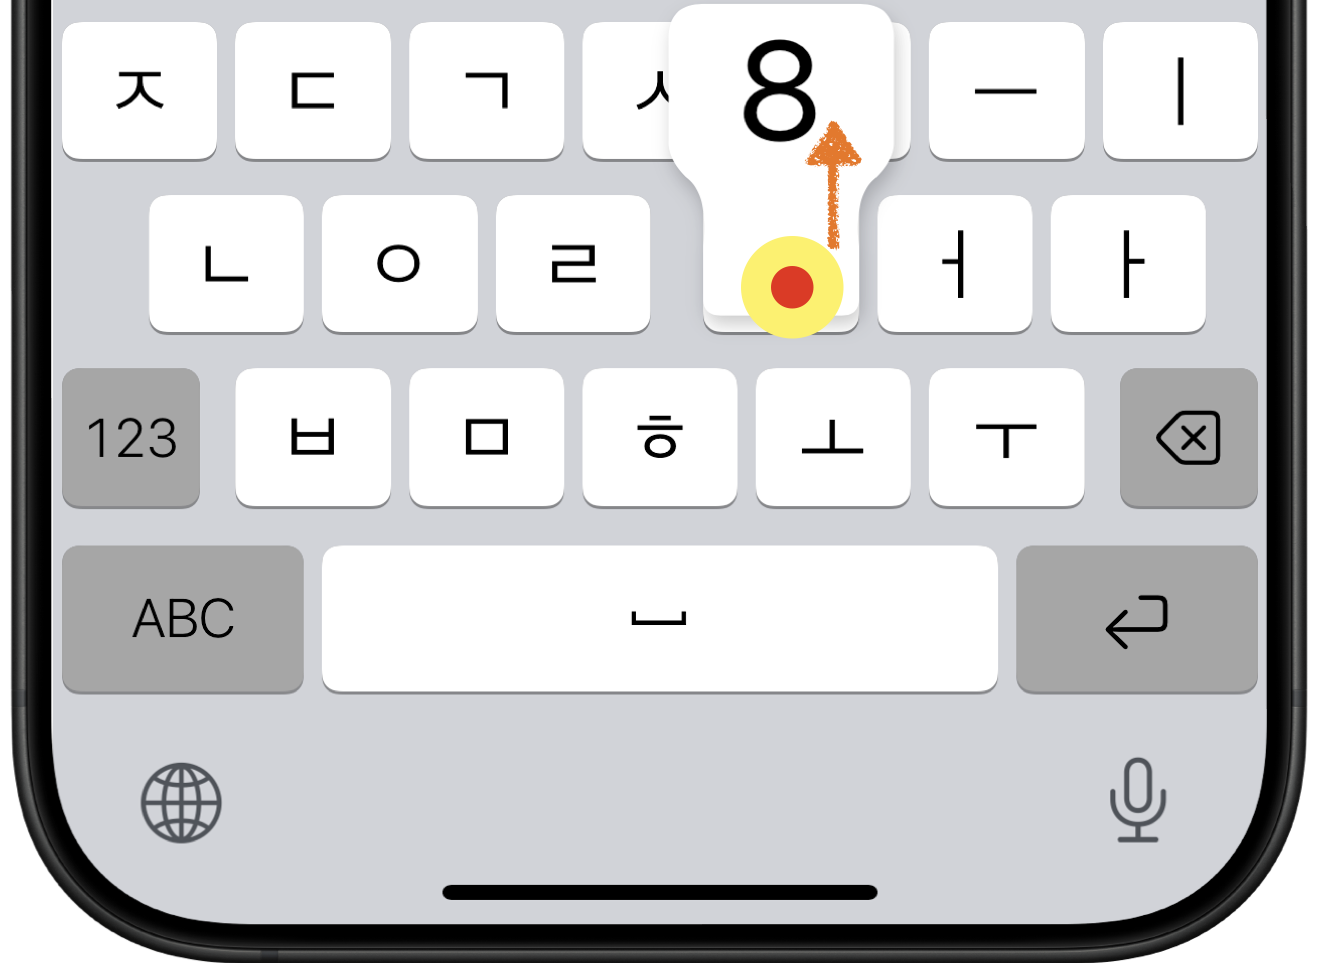 ㅈ ㄷ ㄱ ㅅ 8 ㅡ ㅣ
ㄴ ㅇ ㄹ ㅓ ㅏ
123 ㅂ ㅁ ㅎ ㅗ ㅜ
ABC